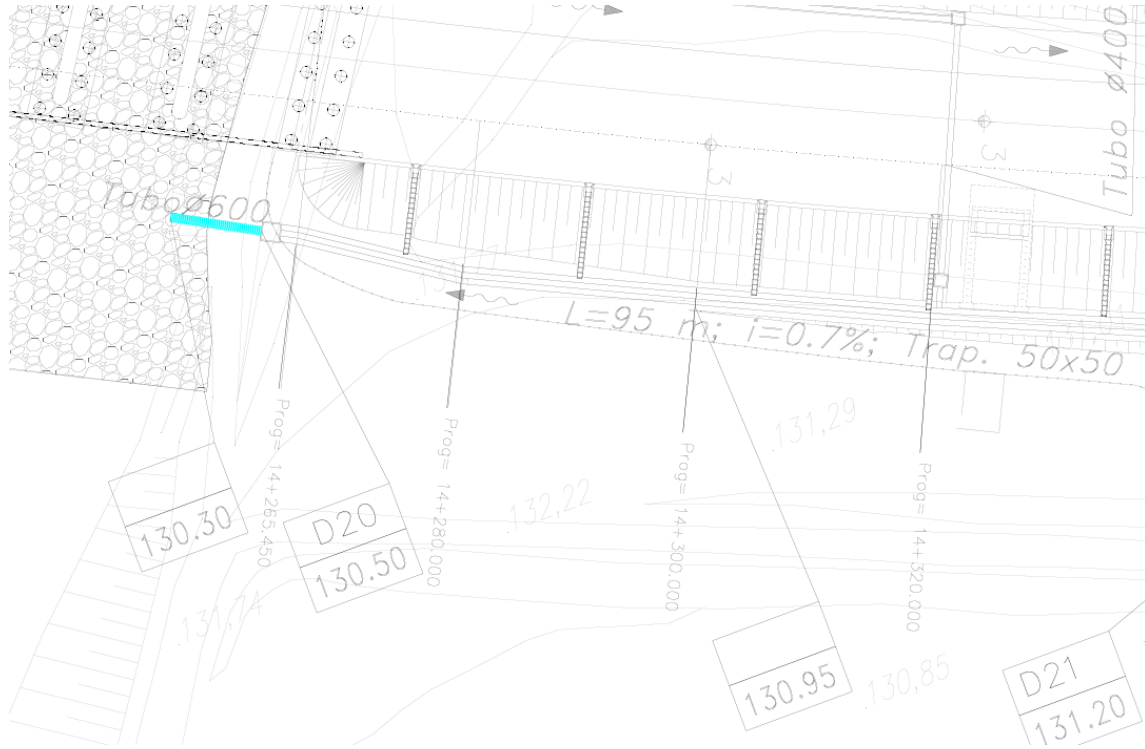 Tubo ø400
3
3
Tuboø600
L=95 m; i=0.7%; Trap. 50x50
Prog= 14+265.450
Prog= 14+280.000
Prog= 14+300.000
Prog= 14+320.000
131,29
132,22
130.30
D20
130.50
131,74
130.95
130,85
D21
131.20